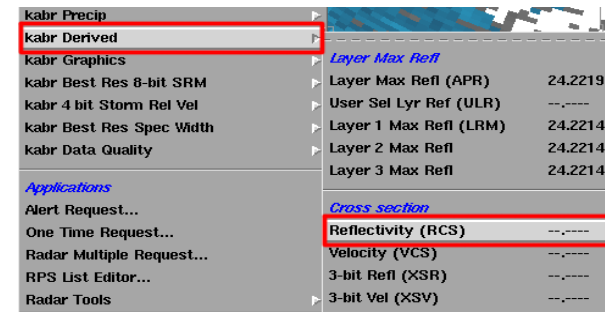 kabr Precip
kabr Derived
kabr Graphics
kabr Best Res 8-bit SRM
kabr 4 bit Storm Rel Vel
kabr Best Res Spec Width
kabr Data Quality
Applications
Alert Request...
One Time Request...
Radar Multiple Request...
RPS List Editor...
Radar Tools
Layer Max Refl
Layer Max Refl (APR) 24.2219
User Sel Lyr Ref (ULR) --.----
Layer 1 Max Refl (LRM) 24.2214
Layer 2 Max Refl 24.2214
Layer 3 Max Refl 24.2214
Cross section
Reflectivity (RCS) --.----
Velocity (VCS) --.----
3-bit Refl (XSR) --.----
3-bit Vel (XSV) --.----